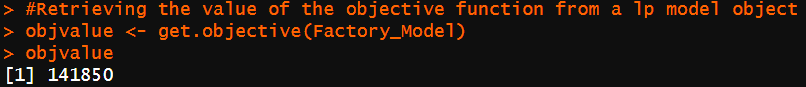 > #Retrieving the value of the objective function from a lp model object
> objvalue <- get.objective(Factory_Model)
> objvalue
[1] 141850